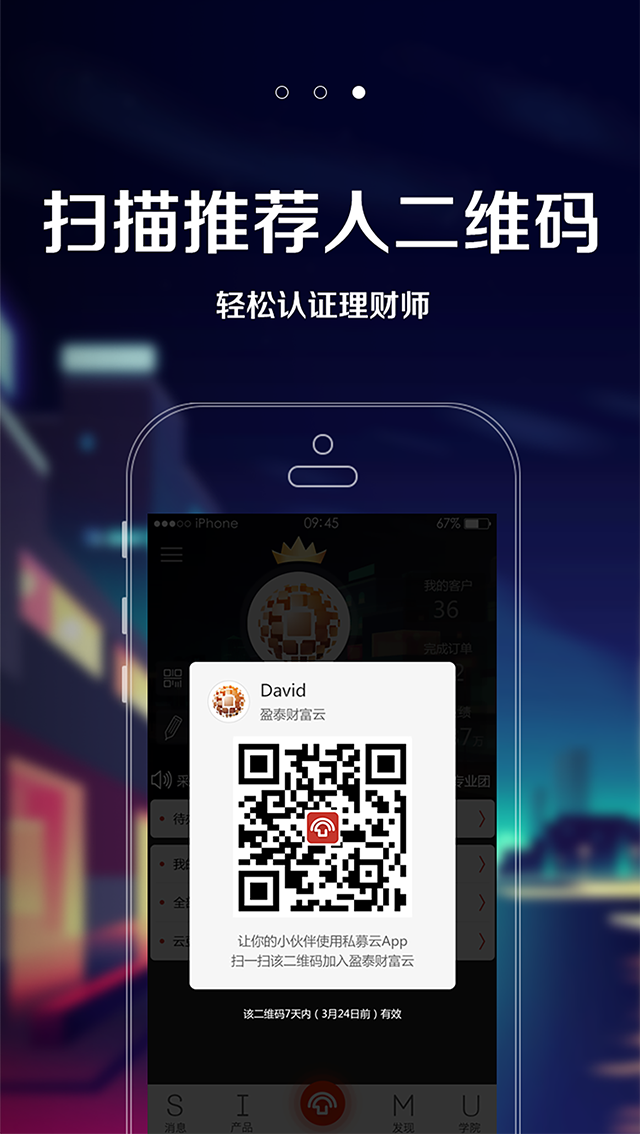 扫描推荐人二维码
轻松认证理财师
iPhone 09:45 67%
我的客户
36
完成订单
David
盈泰财富云
专业团
让你的小伙伴使用私募云App
扫一扫该二维码加入盈泰财富云
该二维码7天内（3月24日前）有效
S I M U
消息 产品 发现 学院